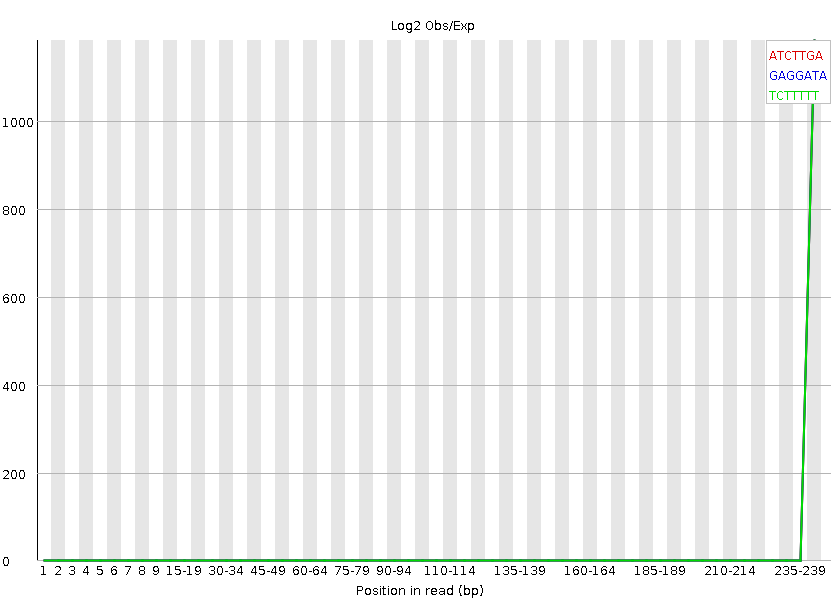 Log2 Obs/Exp
ATCTTGA
GAGGATA
TCTTTTT
1000
800
600
400
200
0
1 2 3 4 5 6 7 8 9 15-19 30-34 45-49 60-64 75-79 90-94 110-114 135-139 160-164 185-189 210-214 235-239
Position in read (bp)